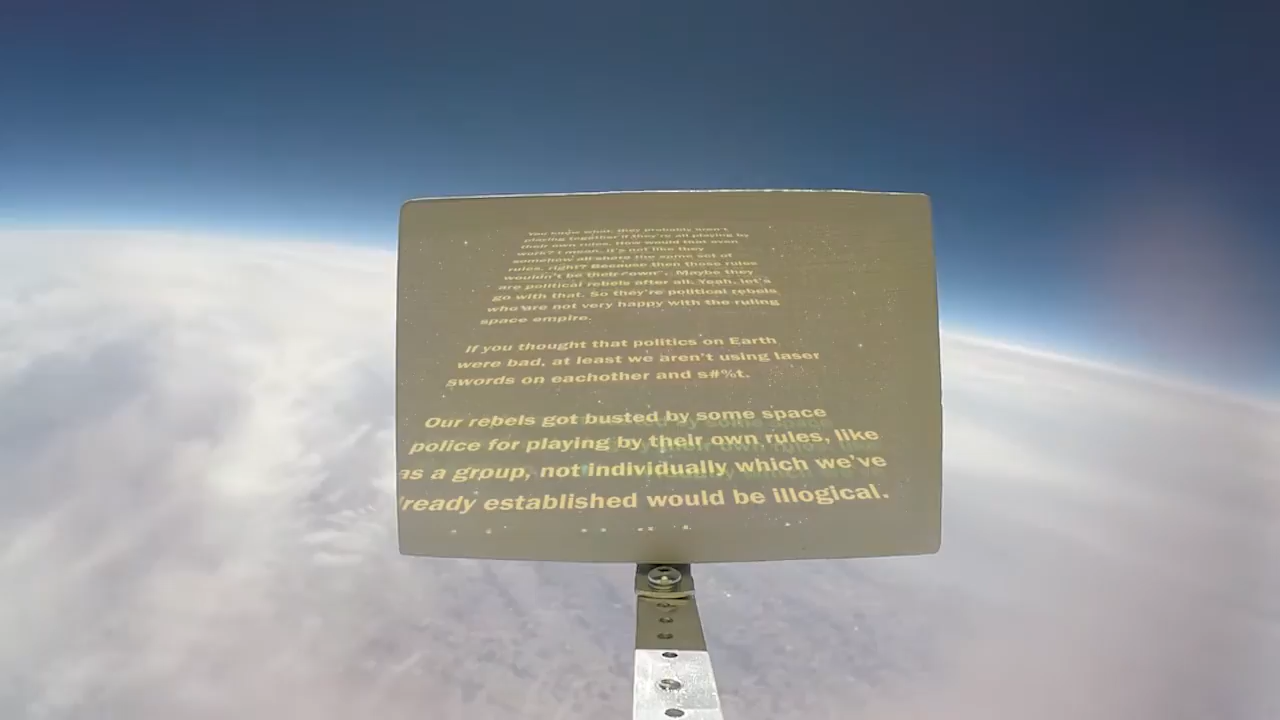 You know what, they probably aren't
playing together if they're all playing by
their own rules. How would that even
work? I mean, it's not like they
somehow all share the same set of
rules, right? Because then those rules
wouldn't be their "own". Maybe they
are political rebels after all. Yeah, let's
go with that. So they're political rebels
who are not very happy with the ruling
space empire.
If you thought that politics on Earth
were bad, at least we aren't using laser
swords on eachother and s#%t.
Our rebels got busted by some space
police for playing by their own rules, like
as a group, not individually which we've
ready established would be illogical.